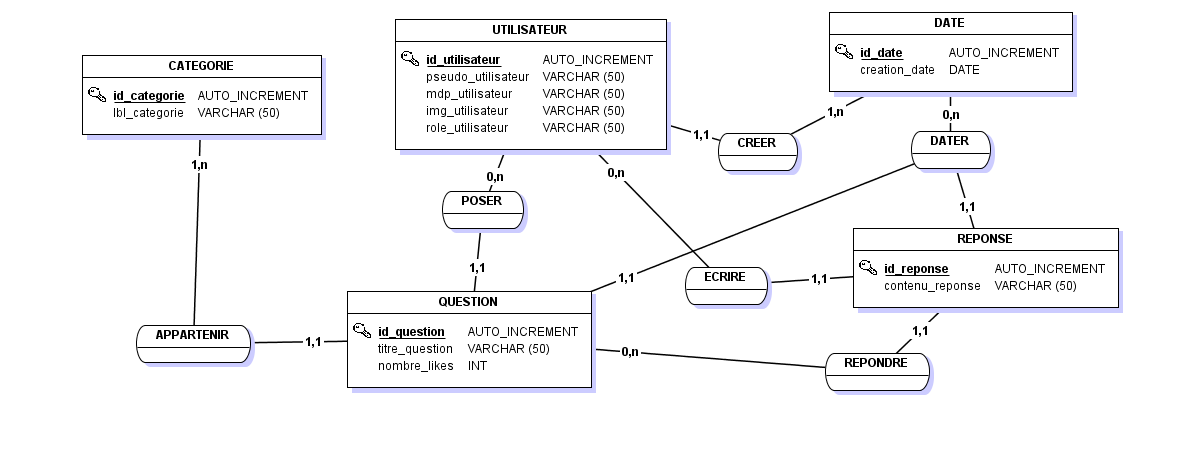 CATEGORIE
id_categorie AUTO_INCREMENT
lbl_categorie VARCHAR (50)
UTILISATEUR
id_utilisateur AUTO_INCREMENT
pseudo_utilisateur VARCHAR (50)
mdp_utilisateur VARCHAR (50)
img_utilisateur VARCHAR (50)
role_utilisateur VARCHAR (50)
DATE
id_date AUTO_INCREMENT
creation_date DATE
1,1
1,n
0,n
CREER
DATER
1,n
0,n
0,n
POSER
1,1
1,1
1,1
ECRIRE
1,1
REPONSE
id_reponse AUTO_INCREMENT
contenu_reponse VARCHAR (50)
QUESTION
id_question AUTO_INCREMENT
titre_question VARCHAR (50)
nombre_likes INT
APPARTENIR
1,1
0,n
1,1
REPONDRE